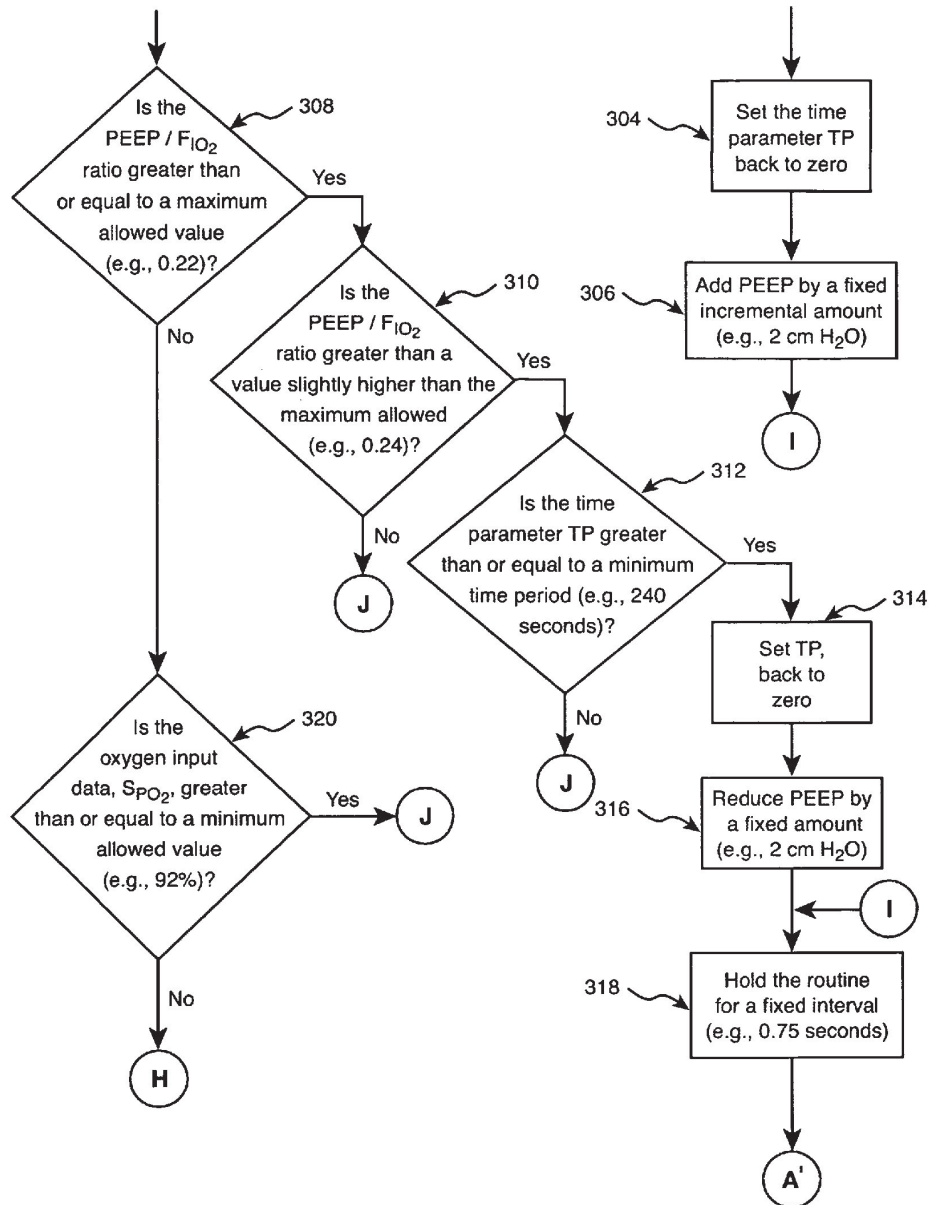 Is the
PEEP / FIO2
ratio greater than
or equal to a maximum
allowed value
(e.g., 0.22)?
308
Yes
No
Is the
PEEP / FIO2
ratio greater than a
value slightly higher than the
maximum allowed
(e.g., 0.24)?
310
Yes
No
J
Is the time
parameter TP greater
than or equal to a minimum
time period (e.g., 240
seconds)?
312
Yes
No
J
Is the
oxygen input
data, SPO2, greater
than or equal to a minimum
allowed value
(e.g., 92%)?
320
Yes
J
No
H
304
Set the time
parameter TP
back to zero
306
Add PEEP by a fixed
incremental amount
(e.g., 2 cm H2O)
I
314
Set TP,
back to
zero
316
Reduce PEEP by
a fixed amount
(e.g., 2 cm H2O)
I
318
Hold the routine
for a fixed interval
(e.g., 0.75 seconds)
A'